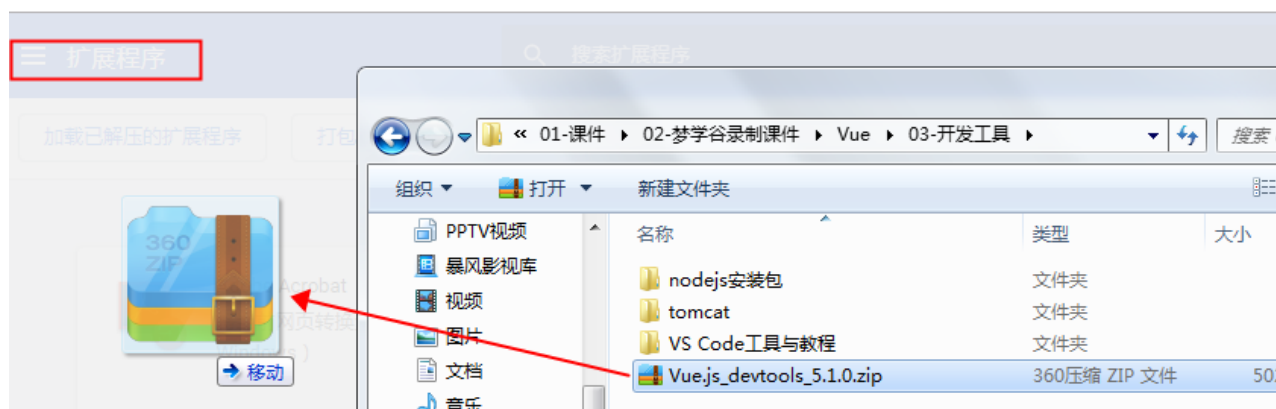 扩展程序
搜索扩展程序
加载已解压的扩展程序
打包
« 01-课件 ▸ 02-梦学谷录制课件 ▸ Vue ▸ 03-开发工具 ▸
搜索
组织
打开
新建文件夹
PPTV视频
暴风影视库
视频
图片
文档
音乐
名称
类型
大小
nodejs安装包
文件夹
tomcat
文件夹
VS Code工具与教程
文件夹
Vue.js_devtools_5.1.0.zip
360压缩 ZIP 文件
360
ZIP
Acrobat
网页转换
移动